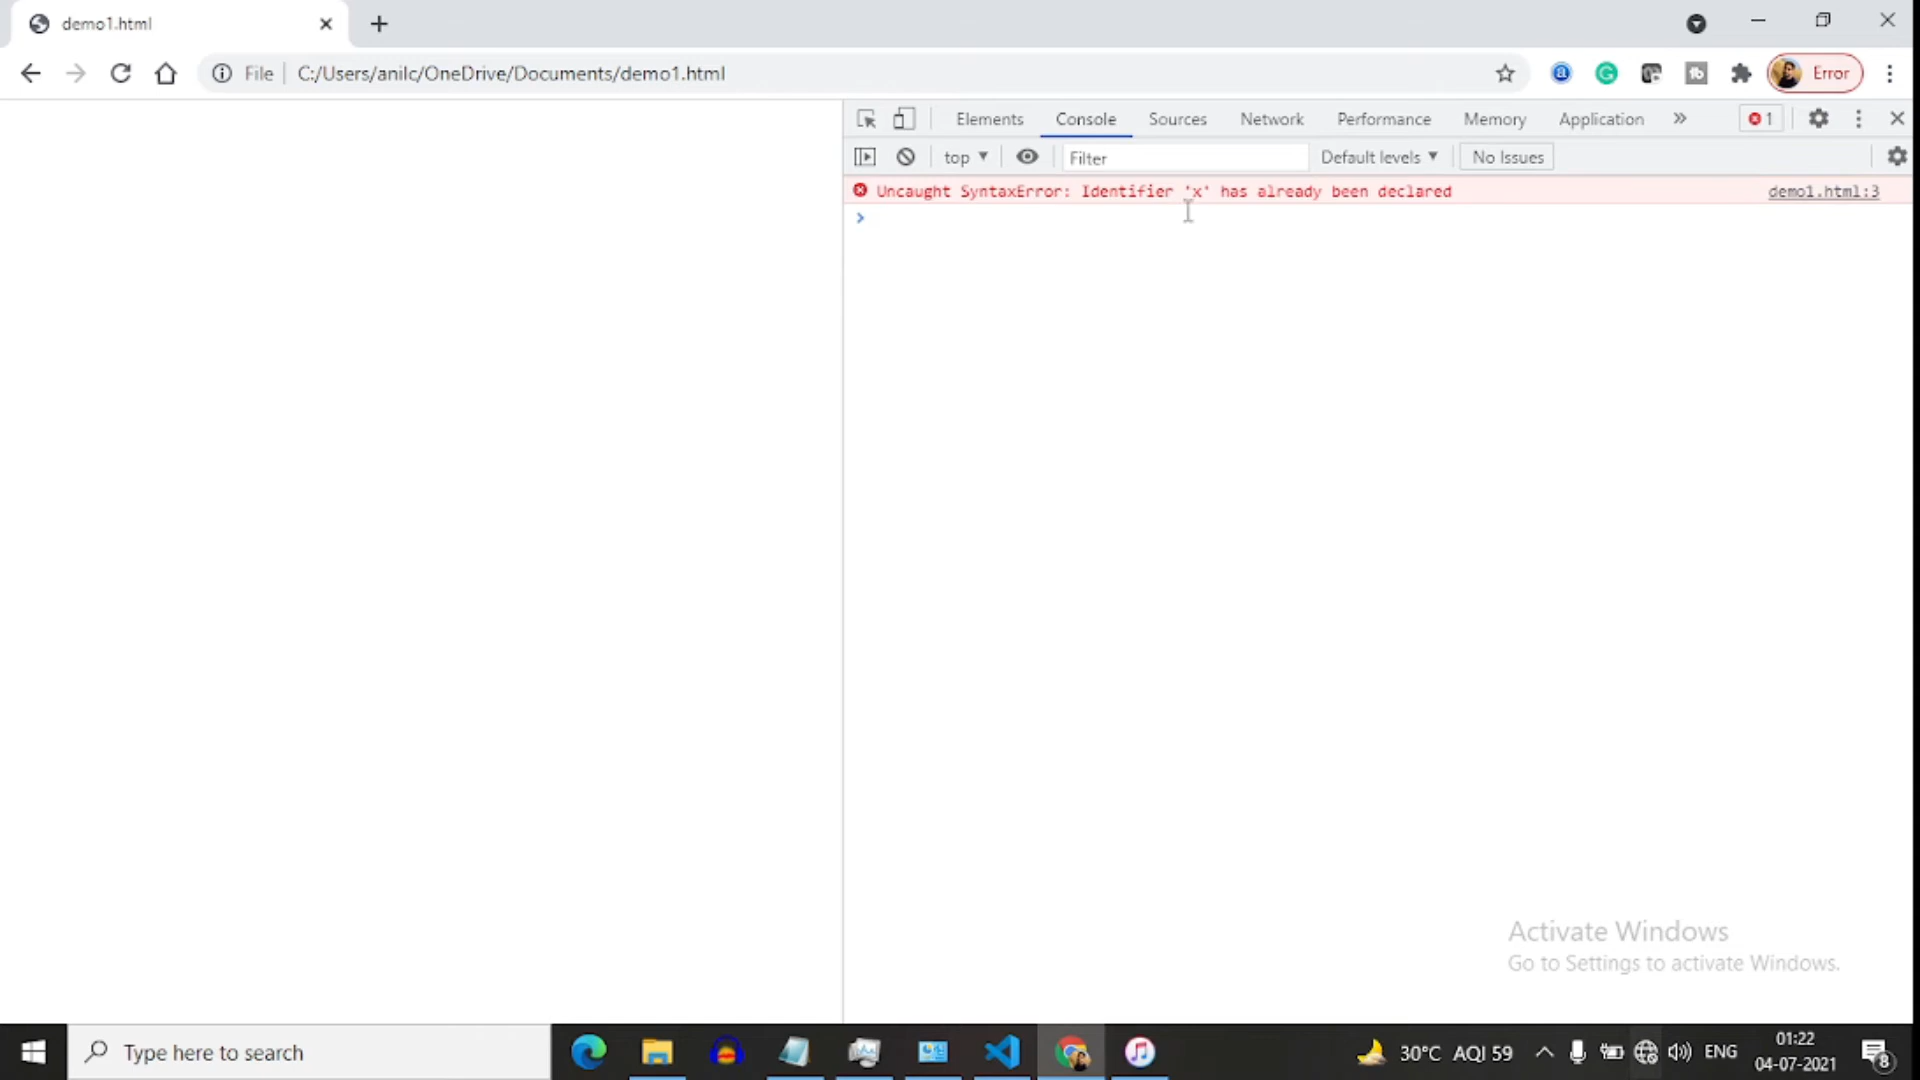 demo1.html
File
C:/Users/anilc/OneDrive/Documents/demo1.html
Error
Elements
Console
Sources
Network
Performance
Memory
Application
1
top
Filter
Default levels
No Issues
Uncaught SyntaxError: Identifier 'x' has already been declared
demo1.html:3
Activate Windows
Go to Settings to activate Windows.
Type here to search
30°C AQI 59
ENG
01:22
04-07-2021
8